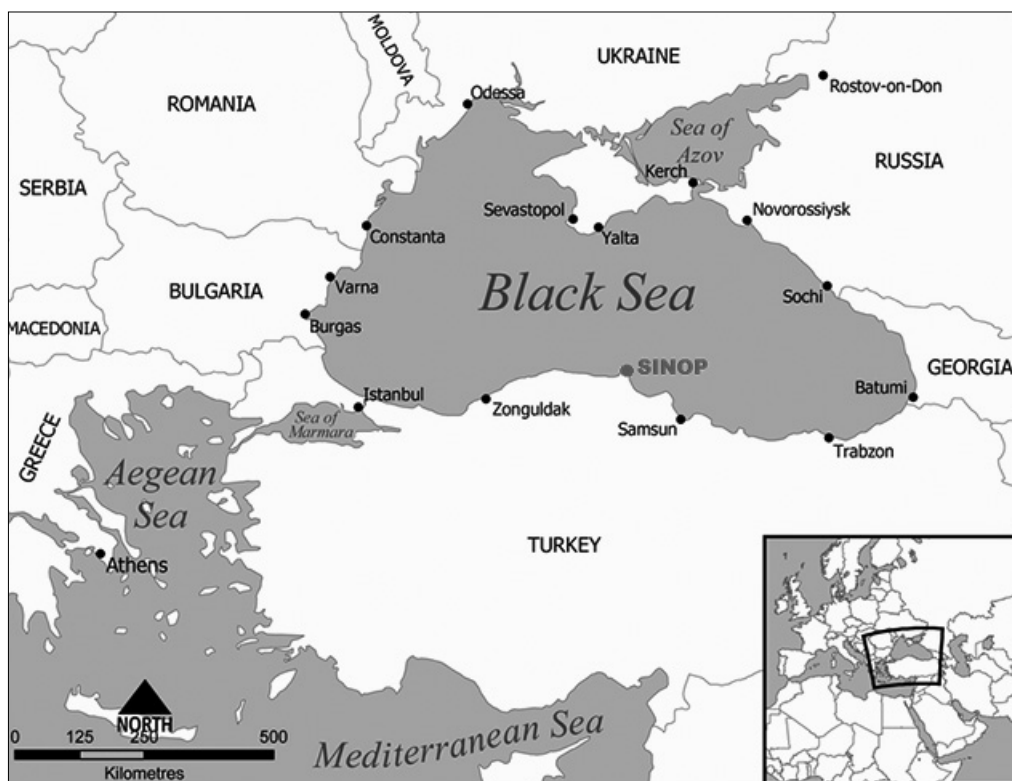 MOLDOVA
UKRAINE
ROMANIA
Odessa
Rostov-on-Don
Sea of
Azov
RUSSIA
SERBIA
Kerch
Sevastopol
Novorossiysk
Constanta
Yalta
BULGARIA
Varna
Black Sea
Sochi
MACEDONIA
Burgas
GEORGIA
SINOP
Istanbul
Batumi
Zonguldak
Sea of
Marmara
Samsun
Trabzon
GREECE
Aegean
Sea
TURKEY
Athens
NORTH
0 125 250 500
Kilometres
Mediterranean Sea